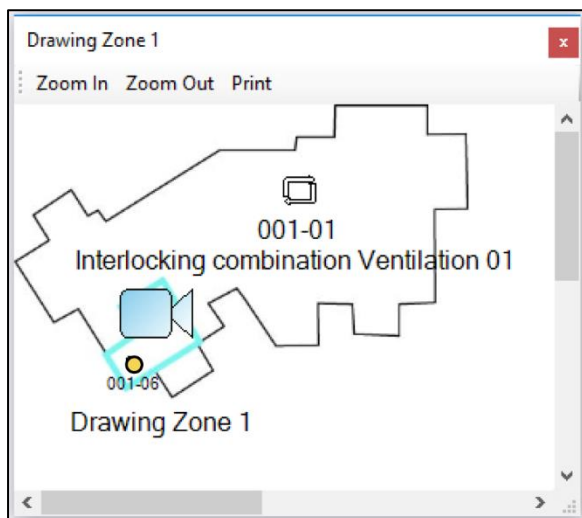 Drawing Zone 1
x
Zoom In Zoom Out Print
001-01
Interlocking combination Ventilation 01
001-06
Drawing Zone 1